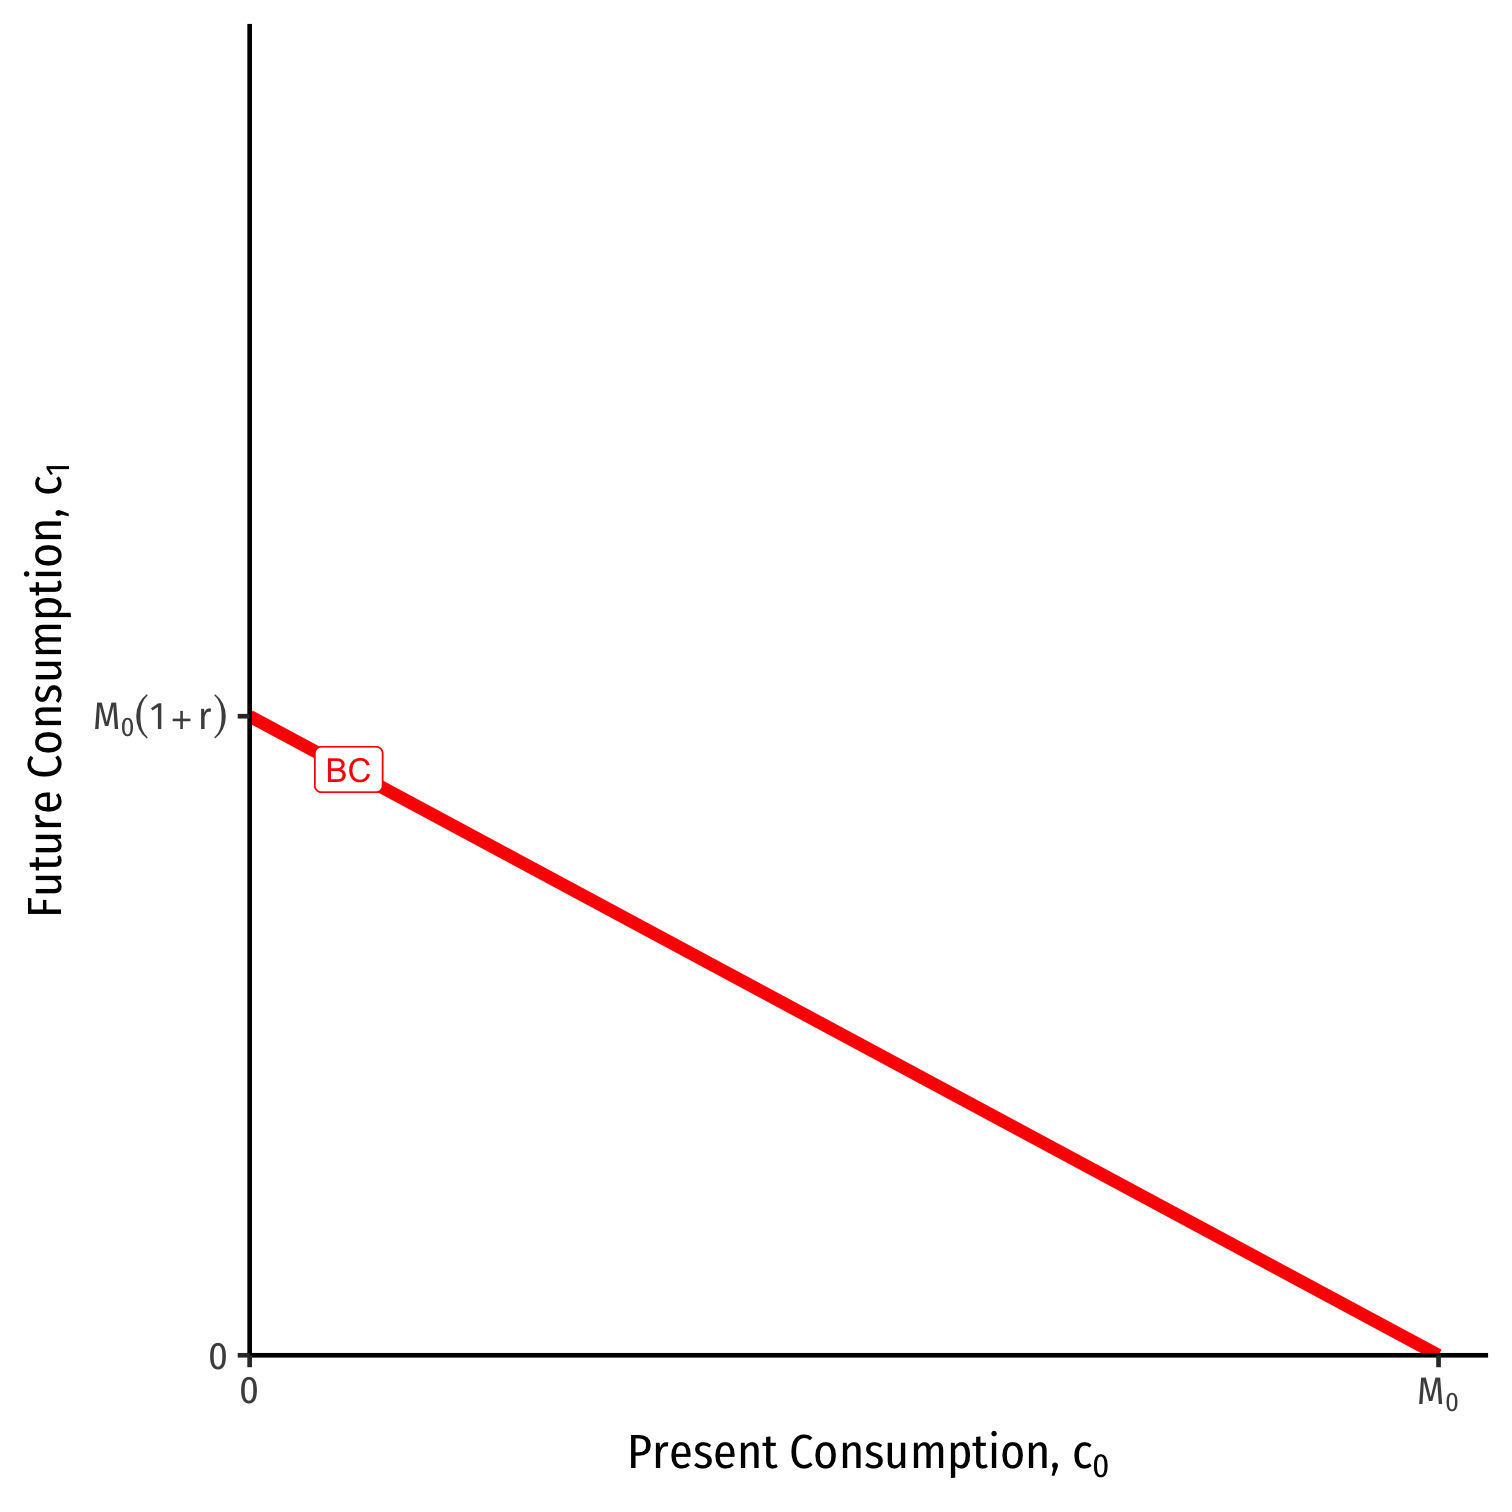 Future Consumption, c₁
M₀(1 + r)
BC
0
0
M₀
Present Consumption, c₀